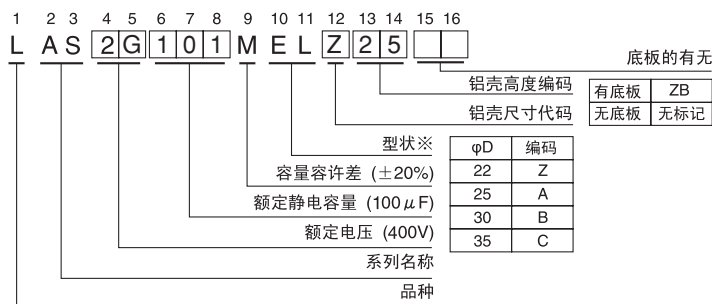 1 2 3 4 5 6 7 8 9 10 11 12 13 14 15 16
L A S 2 G 1 0 1 M E L Z 2 5
底板的有无
铝壳高度编码
有底板 ZB
铝壳尺寸代码
无底板 无标记
型状※
φD 编码
容量容许差 (±20%)
22 Z
25 A
额定静电容量 (100μF)
30 B
额定电压 (400V)
35 C
系列名称
品种